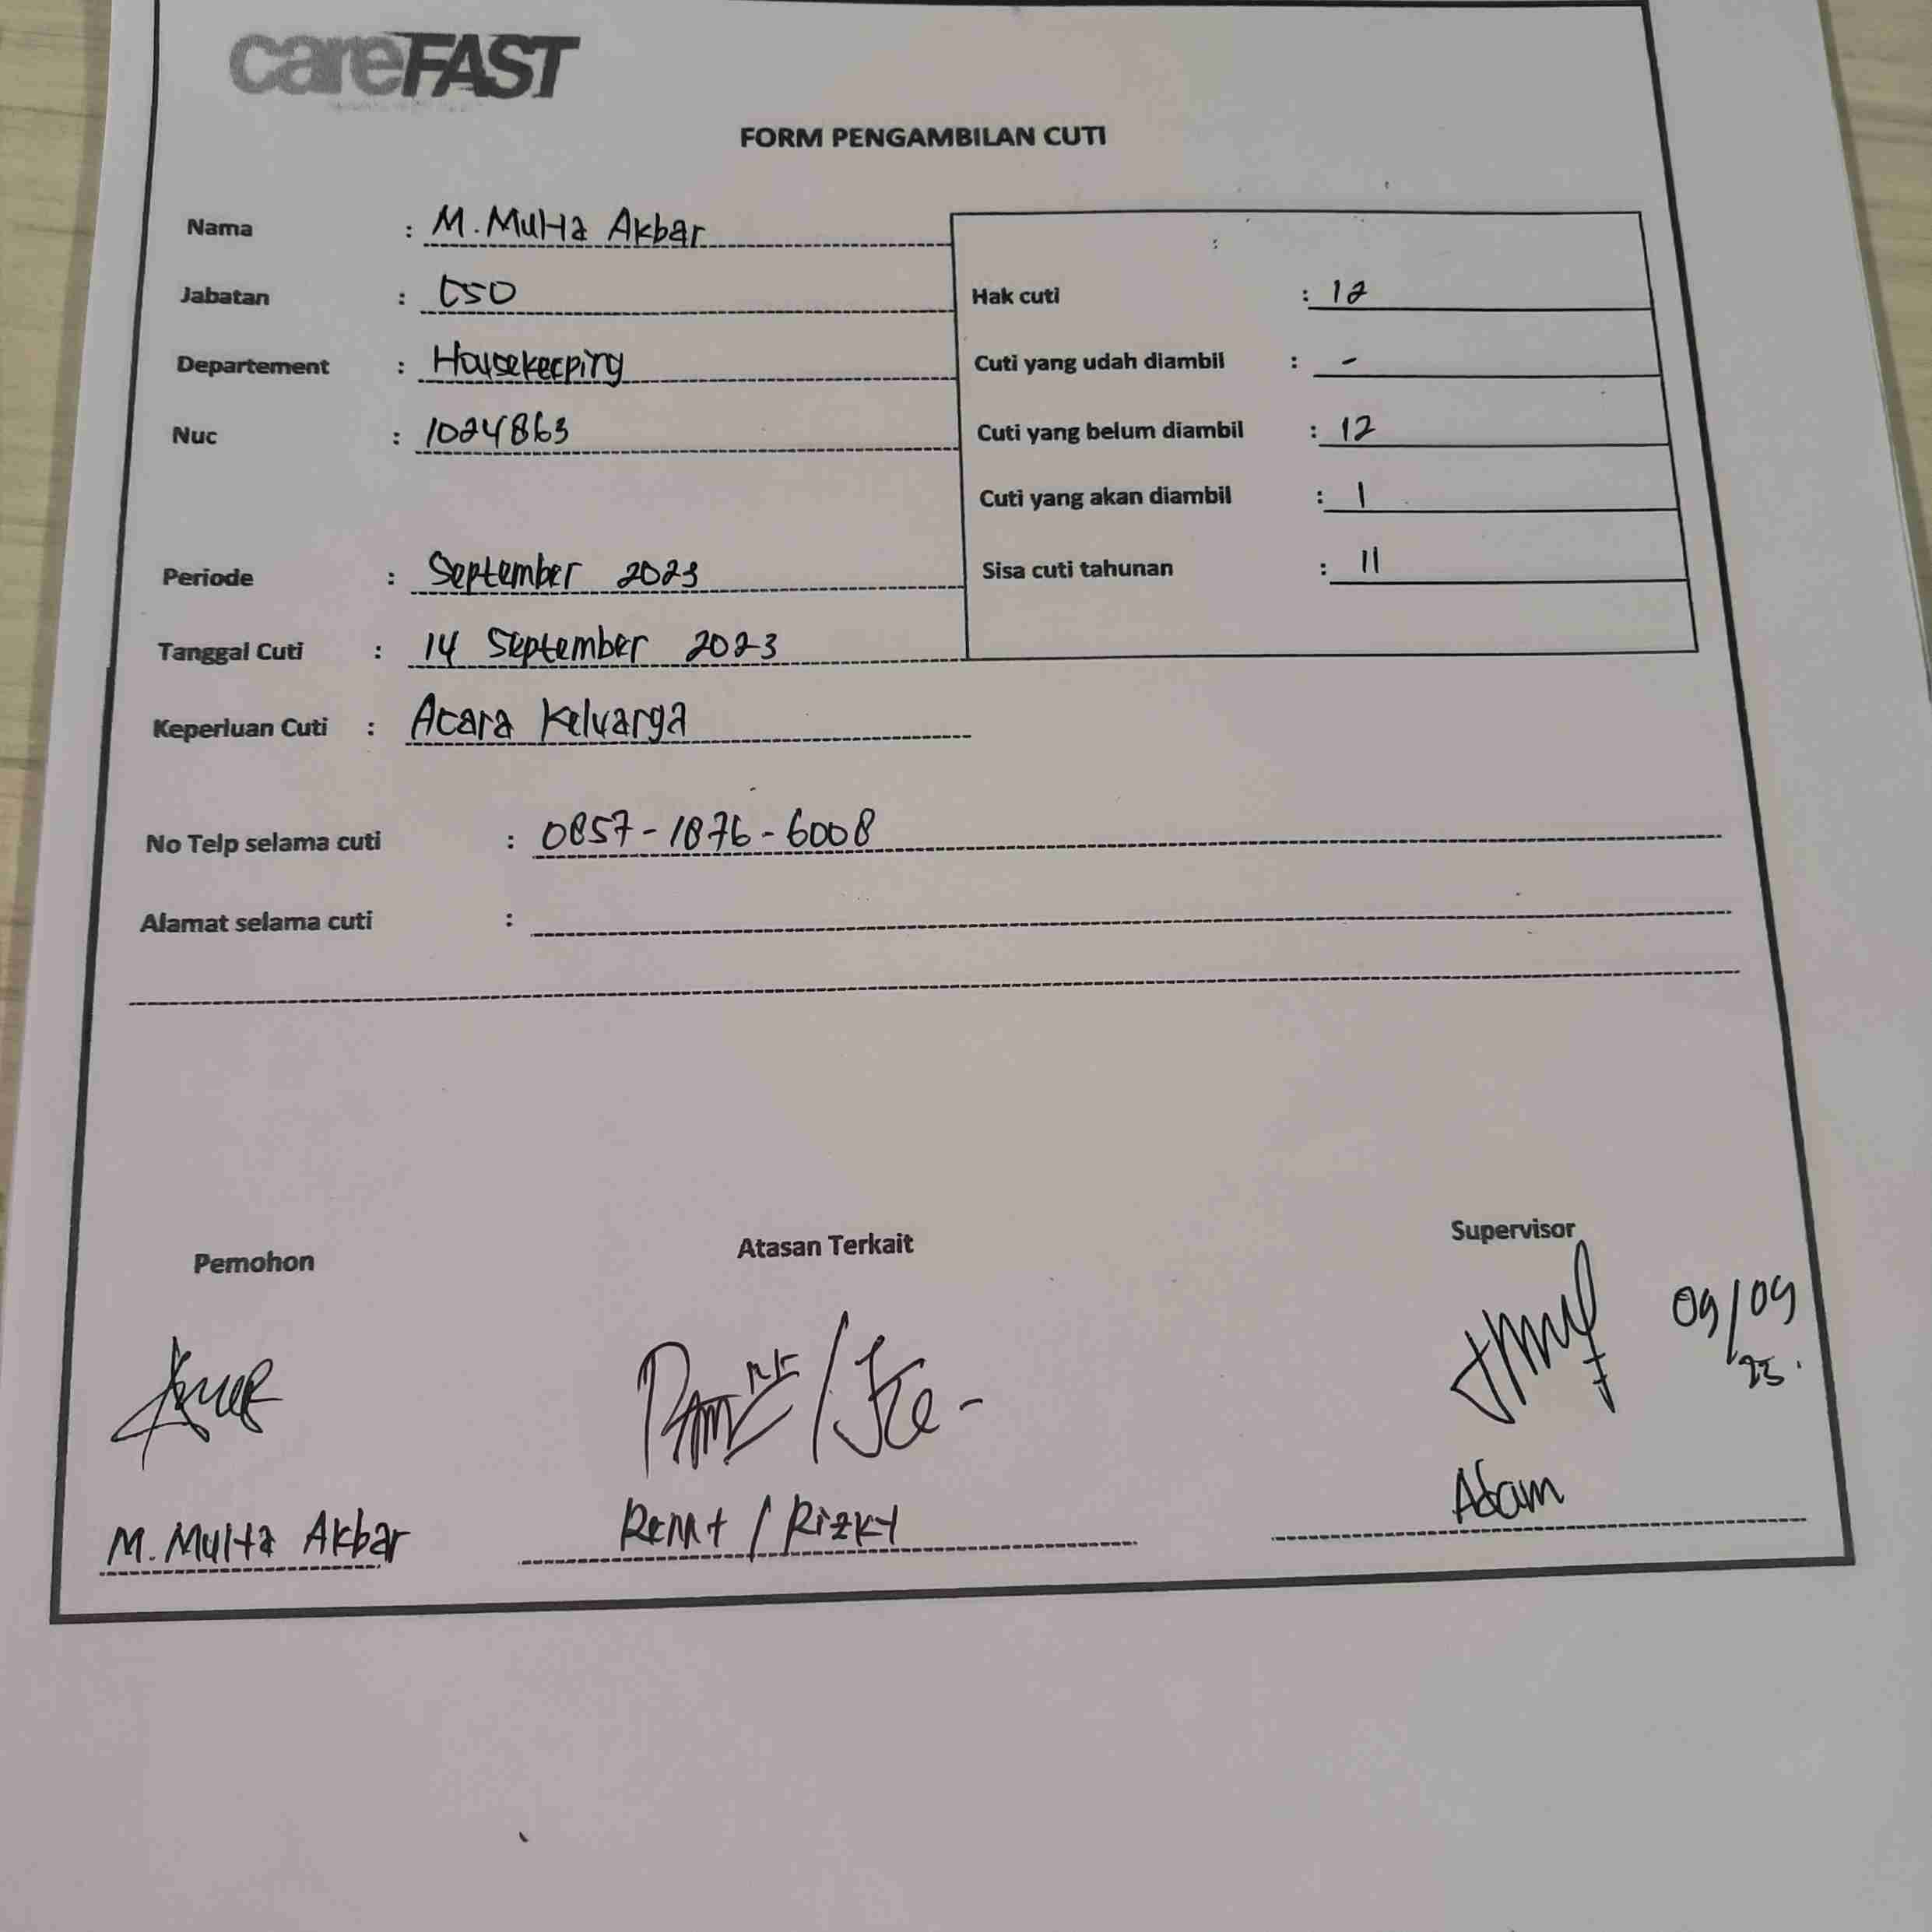 careFAST
FORM PENGAMBILAN CUTI
Nama : M. Multa Akbar
Jabatan : CSO
Departement : Housekeeping
Nuc : 1024863
Hak cuti : 12
Cuti yang udah diambil : -
Cuti yang belum diambil : 12
Cuti yang akan diambil : 1
Sisa cuti tahunan : 11
Periode : September 2023
Tanggal Cuti : 14 September 2023
Keperluan Cuti : Acara Keluarga
No Telp selama cuti : 0857-1876-6008
Alamat selama cuti :
Pemohon Atasan Terkait Supervisor
09/09
23.
M. Multa Akbar / Rizky Adam